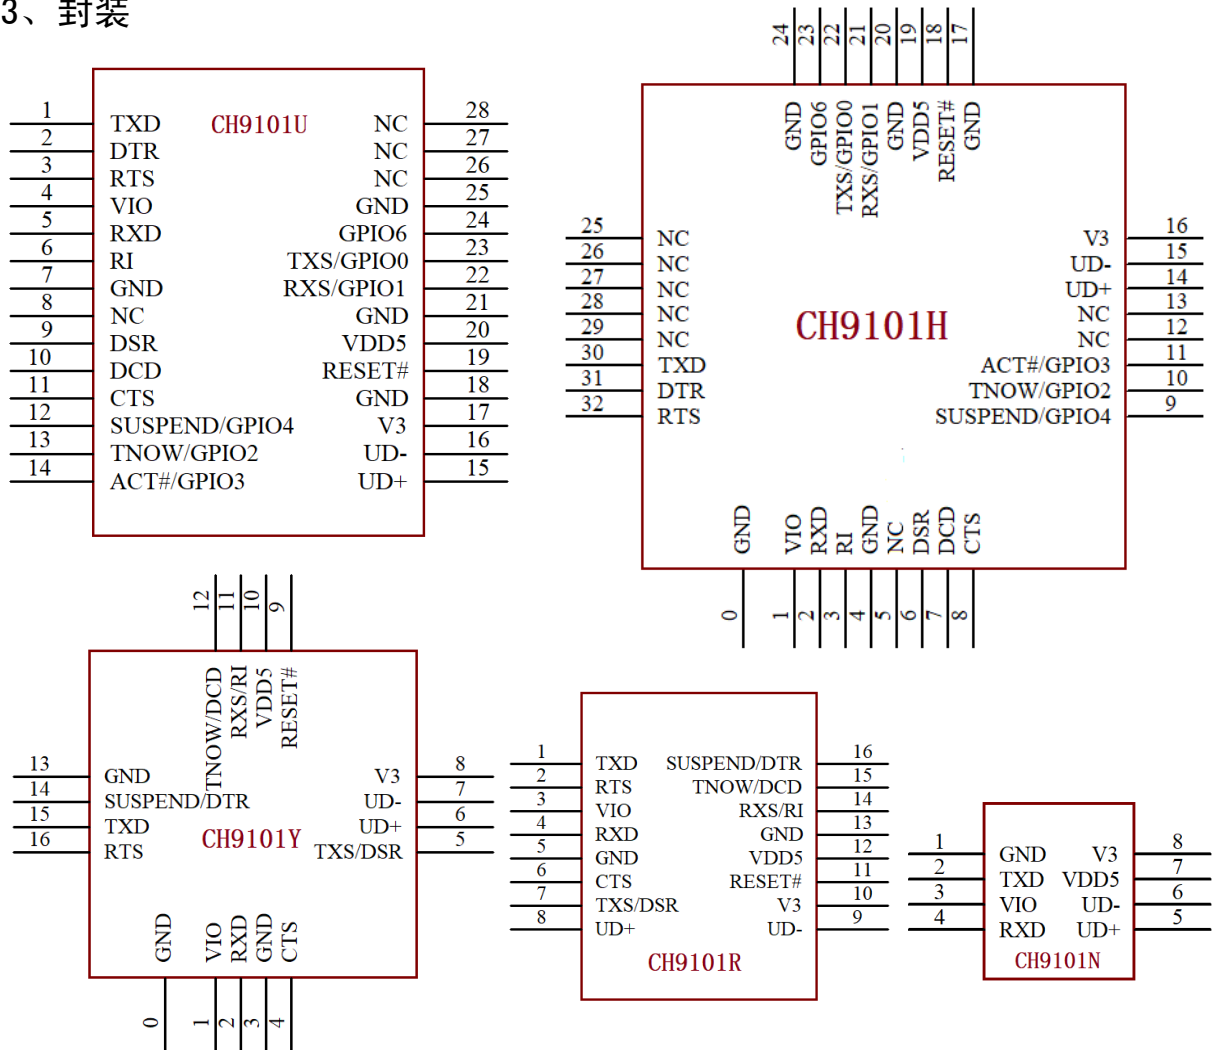 3、封装
CH9101U
1 TXD NC 28
2 DTR NC 27
3 RTS NC 26
4 VIO GND 25
5 RXD GPIO6 24
6 RI TXS/GPIO0 23
7 GND RXS/GPIO1 22
8 NC GND 21
9 DSR VDD5 20
10 DCD RESET# 19
11 CTS GND 18
12 SUSPEND/GPIO4 V3 17
13 TNOW/GPIO2 UD- 16
14 ACT#/GPIO3 UD+ 15
24 23 22 21 20 19 18 17
GND GPIO6 TXS/GPIO0 RXS/GPIO1 GND VDD5 RESET# GND
25 NC V3 16
26 NC UD- 15
27 NC UD+ 14
28 NC NC 13
29 NC NC 12
30 TXD ACT#/GPIO3 11
31 DTR TNOW/GPIO2 10
32 RTS SUSPEND/GPIO4 9
CH9101H
GND VIO RXD RI GND NC DSR DCD CTS
0 1 2 3 4 5 6 7 8
12 11 10 9
TNOW/DCD RXS/RI VDD5 RESET#
13 GND V3 8
14 SUSPEND/DTR UD- 7
15 TXD UD+ 6
16 RTS TXS/DSR 5
CH9101Y
GND VIO RXD GND CTS
0 1 2 3 4
1 TXD SUSPEND/DTR 16
2 RTS TNOW/DCD 15
3 VIO RXS/RI 14
4 RXD GND 13
5 GND VDD5 12
6 CTS RESET# 11
7 TXS/DSR V3 10
8 UD+ UD- 9
CH9101R
1 GND V3 8
2 TXD VDD5 7
3 VIO UD- 6
4 RXD UD+ 5
CH9101N